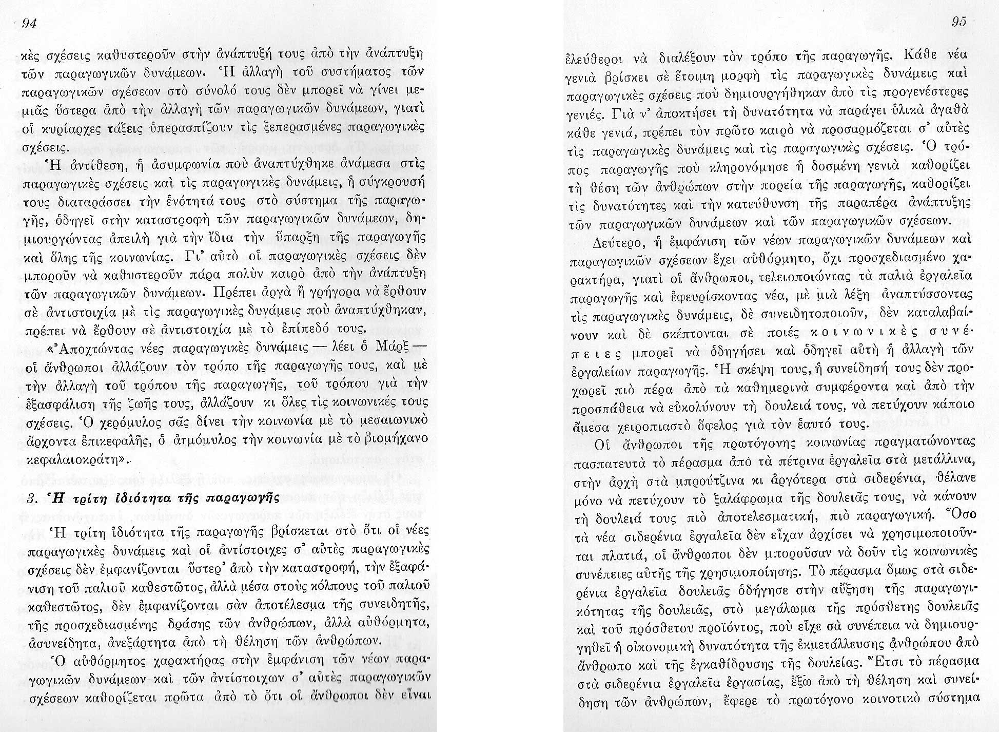 94
κὲς σχέσεις καθυστεροῦν στὴν ἀνάπτυξή τους ἀπὸ τὴν ἀνάπτυξη
τῶν παραγωγικῶν δυνάμεων. Ἡ ἀλλαγὴ τοῦ συστήματος τῶν
παραγωγικῶν σχέσεων στὸ σύνολό τους δὲν μπορεῖ νὰ γίνει με-
μιᾶς ὕστερα ἀπὸ τὴν ἀλλαγὴ τῶν παραγωγικῶν δυνάμεων, γιατὶ
οἱ κυρίαρχες τάξεις ὑπερασπίζουν τὶς ξεπερασμένες παραγωγικὲς
σχέσεις.
Ἡ ἀντίθεση, ἡ ἀσυμφωνία ποὺ ἀναπτύχθηκε ἀνάμεσα στὶς
παραγωγικὲς σχέσεις καὶ τὶς παραγωγικὲς δυνάμεις, ἡ σύγκρουσή
τους διαταράσσει τὴν ἑνότητά τους στὸ σύστημα τῆς παραγω-
γῆς, ὁδηγεῖ στὴν καταστροφὴ τῶν παραγωγικῶν δυνάμεων, δη-
μιουργώντας ἀπειλὴ γιὰ τὴν ἴδια τὴν ὕπαρξη τῆς παραγωγῆς
καὶ ὅλης τῆς κοινωνίας. Γι' αὐτὸ οἱ παραγωγικὲς σχέσεις δὲν
μποροῦν νὰ καθυστεροῦν πάρα πολὺν καιρὸ ἀπὸ τὴν ἀνάπτυξη
τῶν παραγωγικῶν δυνάμεων. Πρέπει ἀργὰ ἢ γρήγορα νὰ ἔρθουν
σὲ ἀντιστοιχία μὲ τὶς παραγωγικὲς δυνάμεις ποὺ ἀναπτύχθηκαν,
πρέπει νὰ ἔρθουν σὲ ἀντιστοιχία μὲ τὸ ἐπίπεδό τους.
«Ἀποχτώντας νέες παραγωγικὲς δυνάμεις — λέει ὁ Μάρξ —
οἱ ἄνθρωποι ἀλλάζουν τὸν τρόπο τῆς παραγωγῆς τους, καὶ μὲ
τὴν ἀλλαγὴ τοῦ τρόπου τῆς παραγωγῆς, τοῦ τρόπου γιὰ τὴν
ἐξασφάλιση τῆς ζωῆς τους, ἀλλάζουν κι ὅλες τὶς κοινωνικές τους
σχέσεις. Ὁ χερόμυλος σᾶς δίνει τὴν κοινωνία μὲ τὸ μεσαιωνικὸ
ἄρχοντα ἐπικεφαλῆς, ὁ ἀτμόμυλος τὴν κοινωνία μὲ τὸ βιομήχανο
κεφαλαιοκράτη».
3. Ἡ τρίτη ἰδιότητα τῆς παραγωγῆς
Ἡ τρίτη ἰδιότητα τῆς παραγωγῆς βρίσκεται στὸ ὅτι οἱ νέες
παραγωγικὲς δυνάμεις καὶ οἱ ἀντίστοιχες σ' αὐτὲς παραγωγικὲς
σχέσεις δὲν ἐμφανίζονται ὕστερ' ἀπὸ τὴν καταστροφή, τὴν ἐξαφά-
νιση τοῦ παλιοῦ καθεστῶτος, ἀλλὰ μέσα στοὺς κόλπους τοῦ παλιοῦ
καθεστῶτος, δὲν ἐμφανίζονται σὰν ἀποτέλεσμα τῆς συνειδητῆς,
τῆς προσχεδιασμένης δράσης τῶν ἀνθρώπων, ἀλλὰ αὐθόρμητα,
ἀσυνείδητα, ἀνεξάρτητα ἀπὸ τὴ θέληση τῶν ἀνθρώπων.
Ὁ αὐθόρμητος χαρακτήρας στὴν ἐμφάνιση τῶν νέων παρα-
γωγικῶν δυνάμεων καὶ τῶν ἀντίστοιχων σ' αὐτὲς παραγωγικῶν
σχέσεων καθορίζεται πρῶτα ἀπὸ τὸ ὅτι οἱ ἄνθρωποι δὲν εἶναι
95
ἐλεύθεροι νὰ διαλέξουν τὸν τρόπο τῆς παραγωγῆς. Κάθε νέα
γενιὰ βρίσκει σὲ ἕτοιμη μορφὴ τὶς παραγωγικὲς δυνάμεις καὶ
παραγωγικὲς σχέσεις ποὺ δημιουργήθηκαν ἀπὸ τὶς προγενέστερες
γενιές. Γιὰ ν' ἀποκτήσει τὴ δυνατότητα νὰ παράγει ὑλικὰ ἀγαθὰ
κάθε γενιά, πρέπει τὸν πρῶτο καιρὸ νὰ προσαρμόζεται σ' αὐτὲς
τὶς παραγωγικὲς δυνάμεις καὶ τὶς παραγωγικὲς σχέσεις. Ὁ τρό-
πος παραγωγῆς ποὺ κληρονόμησε ἡ δοσμένη γενιὰ καθορίζει
τὴ θέση τῶν ἀνθρώπων στὴν πορεία τῆς παραγωγῆς, καθορίζει
τὶς δυνατότητες καὶ τὴν κατεύθυνση τῆς παραπέρα ἀνάπτυξης
τῶν παραγωγικῶν δυνάμεων καὶ τῶν παραγωγικῶν σχέσεων.
Δεύτερο, ἡ ἐμφάνιση τῶν νέων παραγωγικῶν δυνάμεων καὶ
παραγωγικῶν σχέσεων ἔχει αὐθόρμητο, ὄχι προσχεδιασμένο χα-
ρακτήρα, γιατὶ οἱ ἄνθρωποι, τελειοποιώντας τὰ παλιὰ ἐργαλεῖα
παραγωγῆς καὶ ἐφευρίσκοντας νέα, μὲ μιὰ λέξη ἀναπτύσσοντας
τὶς παραγωγικὲς δυνάμεις, δὲ συνειδητοποιοῦν, δὲν καταλαβαί-
νουν καὶ δὲ σκέπτονται σὲ ποιές κ ο ι ν ω ν ι κ ὲ ς σ υ ν έ-
π ε ι ε ς μπορεῖ νὰ ὁδηγήσει καὶ ὁδηγεῖ αὐτὴ ἡ ἀλλαγὴ τῶν
ἐργαλείων παραγωγῆς. Ἡ σκέψη τους, ἡ συνείδησή τους δὲν προ-
χωρεῖ πιὸ πέρα ἀπὸ τὰ καθημερινὰ συμφέροντα καὶ ἀπὸ τὴν
προσπάθεια νὰ εὐκολύνουν τὴ δουλειά τους, νὰ πετύχουν κάποιο
ἄμεσα χειροπιαστὸ ὄφελος γιὰ τὸν ἑαυτό τους.
Οἱ ἄνθρωποι τῆς πρωτόγονης κοινωνίας πραγματώνοντας
πασπατευτὰ τὸ πέρασμα ἀπὸ τὰ πέτρινα ἐργαλεῖα στὰ μετάλλινα,
στὴν ἀρχὴ στὰ μπρούτζινα κι ἀργότερα στὰ σιδερένια, θέλανε
μόνο νὰ πετύχουν τὸ ξαλάφρωμα τῆς δουλειᾶς τους, νὰ κάνουν
τὴ δουλειά τους πιὸ ἀποτελεσματική, πιὸ παραγωγική. Ὅσο
τὰ νέα σιδερένια ἐργαλεῖα δὲν εἶχαν ἀρχίσει νὰ χρησιμοποιοῦν-
ται πλατιά, οἱ ἄνθρωποι δὲν μποροῦσαν νὰ δοῦν τὶς κοινωνικὲς
συνέπειες αὐτῆς τῆς χρησιμοποίησης. Τὸ πέρασμα ὅμως στὰ σιδε-
ρένια ἐργαλεῖα δουλειᾶς ὁδήγησε στὴν αὔξηση τῆς παραγωγι-
κότητας τῆς δουλειᾶς, στὸ μεγάλωμα τῆς πρόσθετης δουλειᾶς
καὶ τοῦ πρόσθετου προϊόντος, ποὺ εἶχε σὰ συνέπεια νὰ δημιουρ-
γηθεῖ ἡ οἰκονομικὴ δυνατότητα τῆς ἐκμετάλλευσης ἀνθρώπου ἀπὸ
ἄνθρωπο καὶ τῆς ἐγκαθίδρυσης τῆς δουλείας. Ἔτσι τὸ πέρασμα
στὰ σιδερένια ἐργαλεῖα ἐργασίας, ἔξω ἀπὸ τὴ θέληση καὶ συνεί-
δηση τῶν ἀνθρώπων, ἔφερε τὸ πρωτόγονο κοινοτικὸ σύστημα